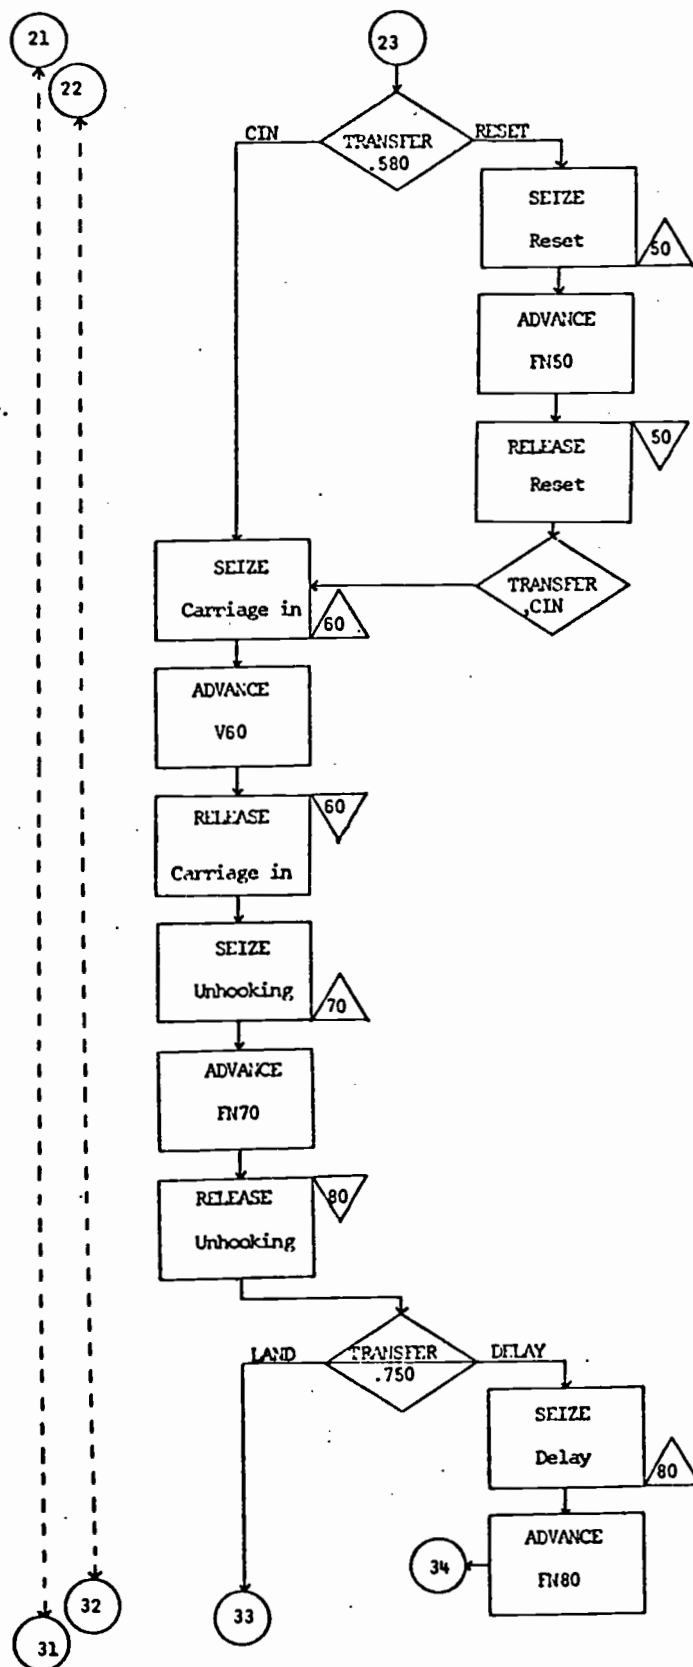 21
23
22
CIN
TRANSFER
.580
RESET
SEIZE
Reset
50
ADVANCE
FN50
RELEASE
Reset
50
TRANSFER
,CIN
SEIZE
Carriage in
60
ADVANCE
V60
RELEASE
Carriage in
60
SEIZE
Unhooking
70
ADVANCE
FN70
RELEASE
Unhooking
80
LAND
TRANSFER
.750
DELAY
SEIZE
Delay
80
ADVANCE
FN80
34
32
33
31